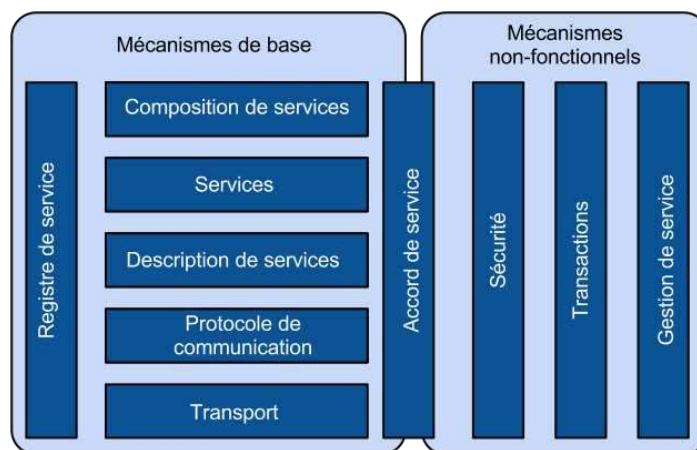 Mécanismes de base
Mécanismes
non-fonctionnels
Registre de service
Composition de services
Services
Description de services
Protocole de
communication
Transport
Accord de service
Sécurité
Transactions
Gestion de service